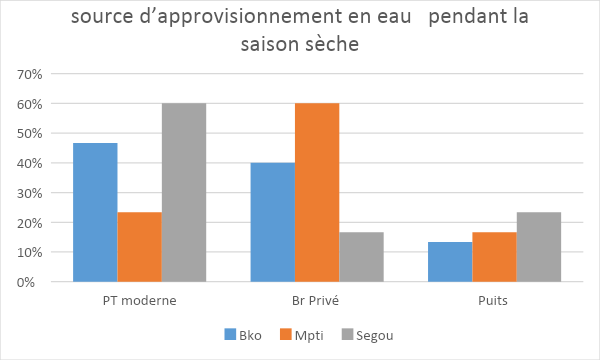 source d’approvisionnement en eau   pendant la
saison sèche
70%
60%
50%
40%
30%
20%
10%
0%
PT moderne Br Privé Puits
Bko Mpti Segou